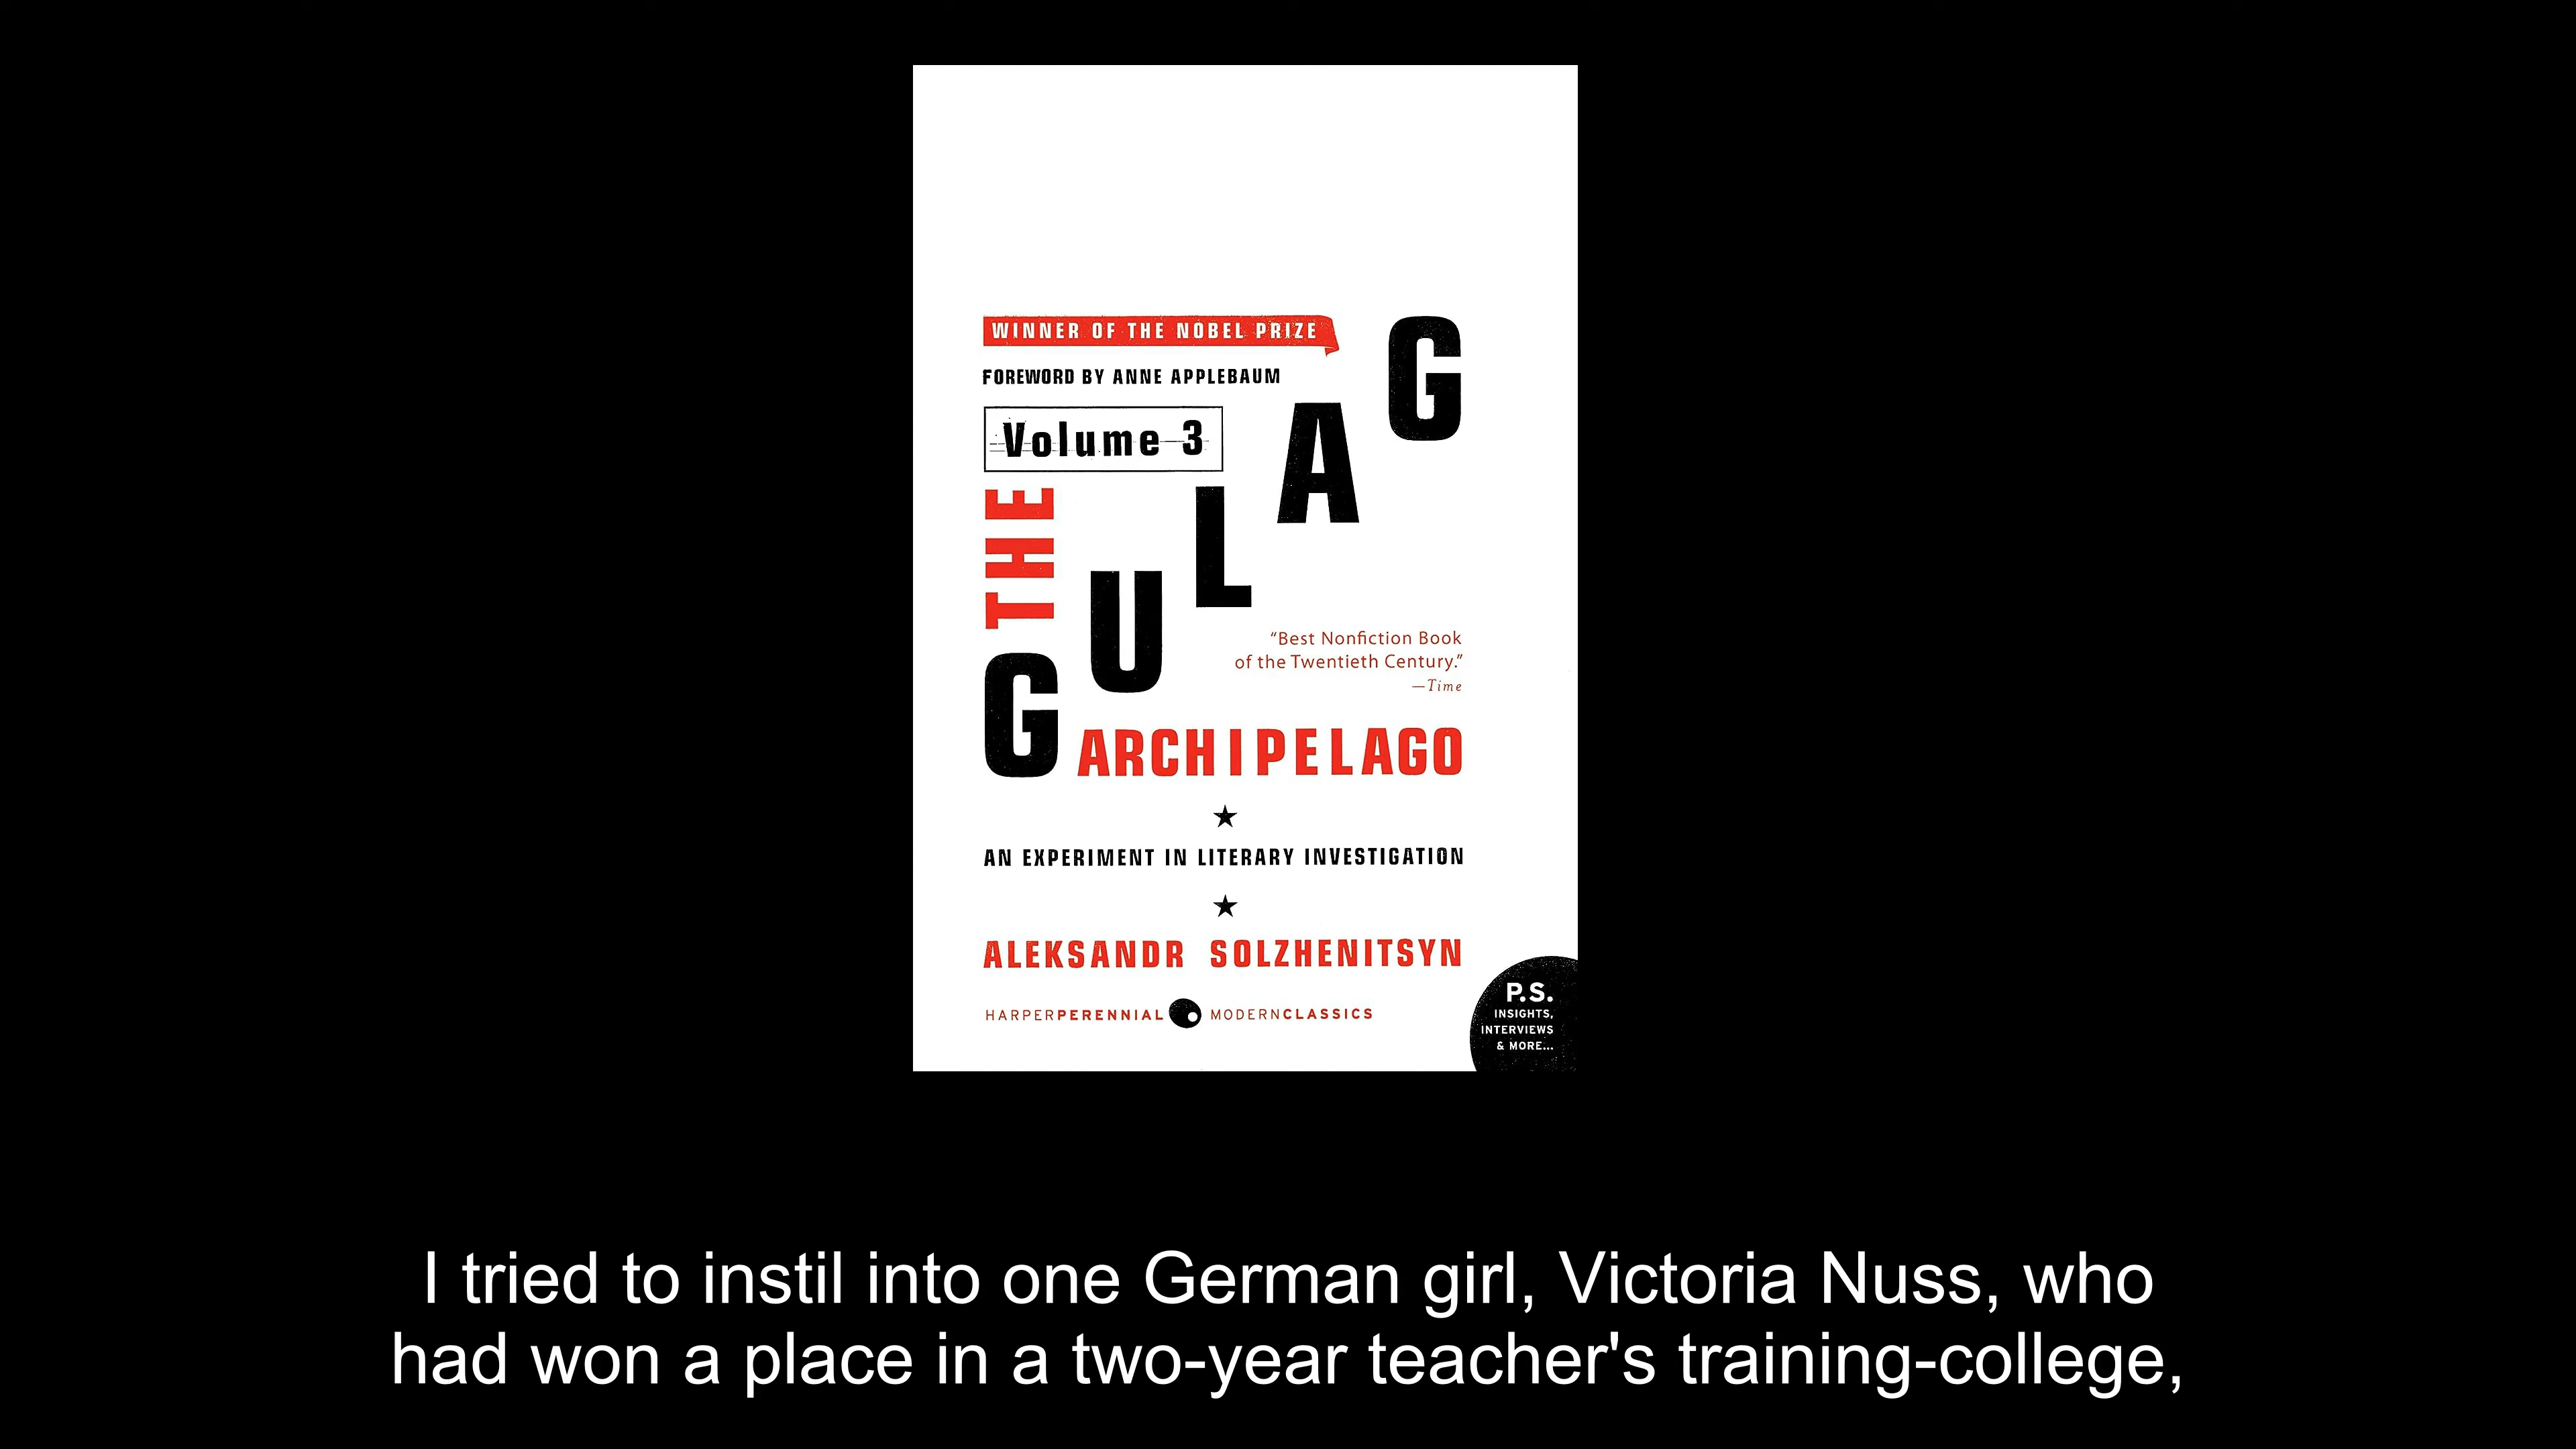 WINNER OF THE NOBEL PRIZE
FOREWORD BY ANNE APPLEBAUM
Volume 3
THE
GULAG
"Best Nonfiction Book
of the Twentieth Century."
—Time
ARCHIPELAGO
AN EXPERIMENT IN LITERARY INVESTIGATION
ALEKSANDR SOLZHENITSYN
HARPERPERENNIAL MODERNCLASSICS
P.S.
INSIGHTS,
INTERVIEWS
& MORE...
I tried to instil into one German girl, Victoria Nuss, who
had won a place in a two-year teacher's training-college,